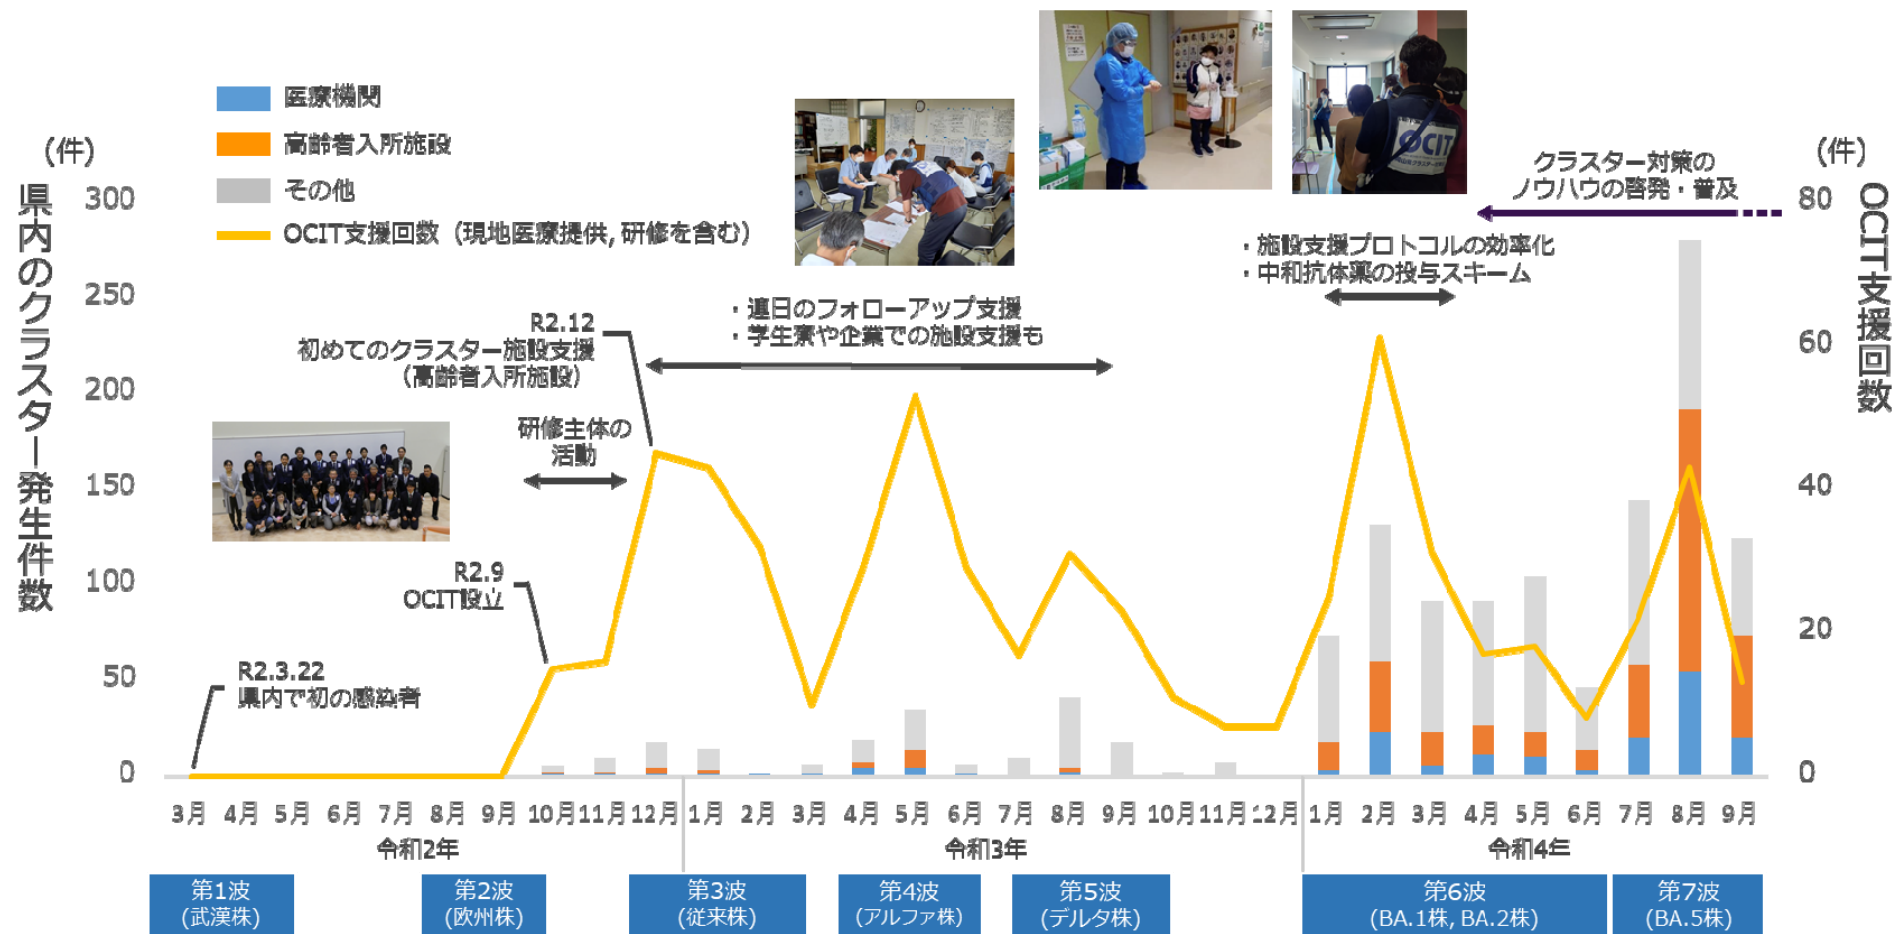 医療機関
高齢者入所施設
その他
OCIT支援回数（現地医療提供, 研修を含む）
（件）
県内のクラスター発生件数
300
250
200
150
100
50
0
（件）
OCIT支援回数
80
60
40
20
0
OCIT
クラスター対策の
ノウハウの啓発・普及
・施設支援プロトコルの効率化
・中和抗体薬の投与スキーム
・連日のフォローアップ支援
・学生寮や企業での施設支援も
R2.12
初めてのクラスター施設支援
（高齢者入所施設）
研修主体の
活動
R2.9
OCIT設立
R2.3.22
県内で初の感染者
3月 4月 5月 6月 7月 8月 9月 10月 11月 12月 1月 2月 3月 4月 5月 6月 7月 8月 9月 10月 11月 12月 1月 2月 3月 4月 5月 6月 7月 8月 9月
令和2年 令和3年 令和4年
第1波
(武漢株)
第2波
(欧州株)
第3波
(従来株)
第4波
(アルファ株)
第5波
(デルタ株)
第6波
(BA.1株, BA.2株)
第7波
(BA.5株)